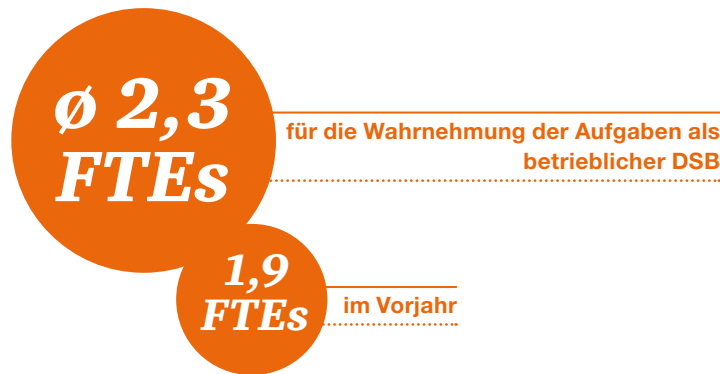 ø 2,3
FTEs
für die Wahrnehmung der Aufgaben als
betrieblicher DSB
1,9
FTEs
im Vorjahr